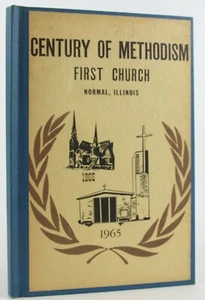 CENTURY OF METHODISM
FIRST CHURCH
NORMAL, ILLINOIS
1865
1965